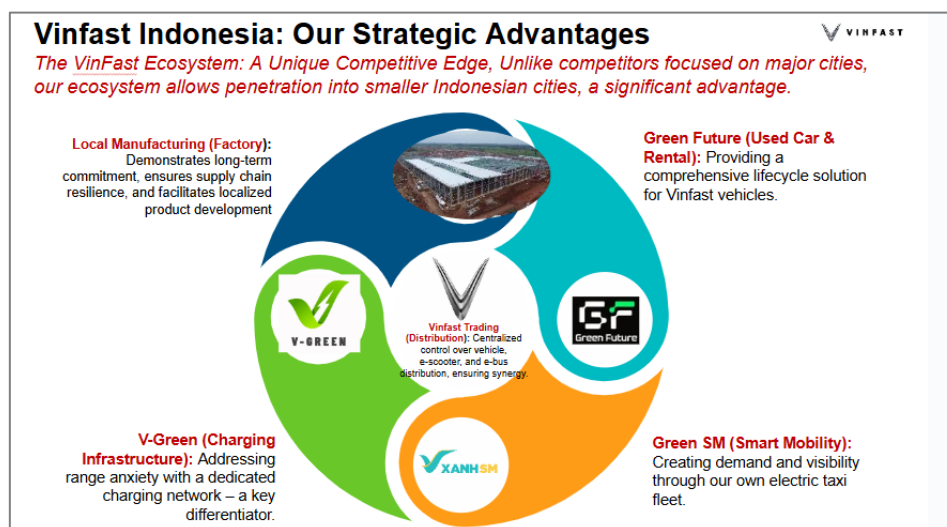 Vinfast Indonesia: Our Strategic Advantages
VINFAST
The VinFast Ecosystem: A Unique Competitive Edge, Unlike competitors focused on major cities,
our ecosystem allows penetration into smaller Indonesian cities, a significant advantage.
Local Manufacturing (Factory):
Demonstrates long-term
commitment, ensures supply chain
resilience, and facilitates localized
product development
Green Future (Used Car &
Rental): Providing a
comprehensive lifecycle solution
for Vinfast vehicles.
V-GREEN
Vinfast Trading
(Distribution): Centralized
control over vehicle,
e-scooter, and e-bus
distribution, ensuring synergy.
GF
Green Future
V-Green (Charging
Infrastructure): Addressing
range anxiety with a dedicated
charging network – a key
differentiator.
XANH SM
Green SM (Smart Mobility):
Creating demand and visibility
through our own electric taxi
fleet.